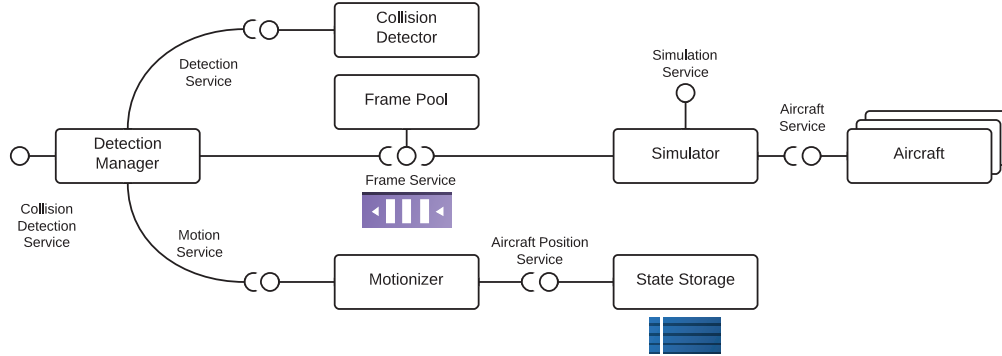 Collision
Detector
Detection
Service
Frame Pool
Simulation
Service
Aircraft
Service
Detection
Manager
Simulator
Aircraft
Frame Service
Collision
Detection
Service
Motion
Service
Aircraft Position
Service
Motionizer
State Storage